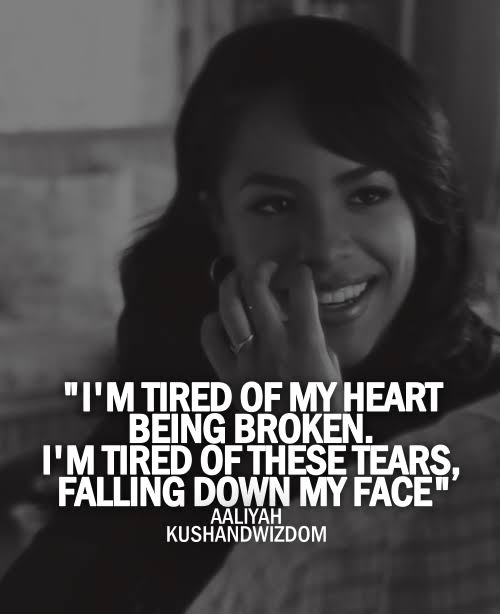 "I'M TIRED OF MY HEART
BEING BROKEN.
I'M TIRED OF THESE TEARS,
FALLING DOWN MY FACE"
AALIYAH
KUSHANDWIZDOM